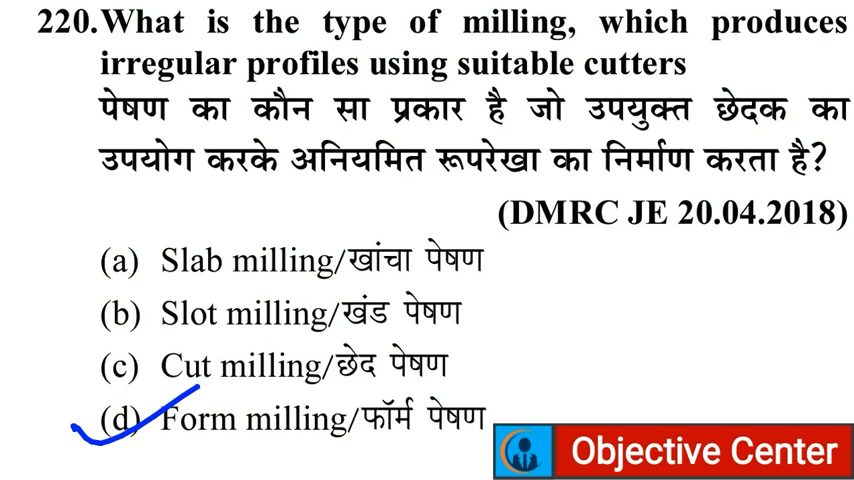 220. What is the type of milling, which produces
irregular profiles using suitable cutters
पेषण का कौन सा प्रकार है जो उपयुक्त छेदक का
उपयोग करके अनियमित रूपरेखा का निर्माण करता है?
(DMRC JE 20.04.2018)
(a) Slab milling/खांचा पेषण
(b) Slot milling/खंड पेषण
(c) Cut milling/छेद पेषण
(d) Form milling/फॉर्म पेषण
Objective Center